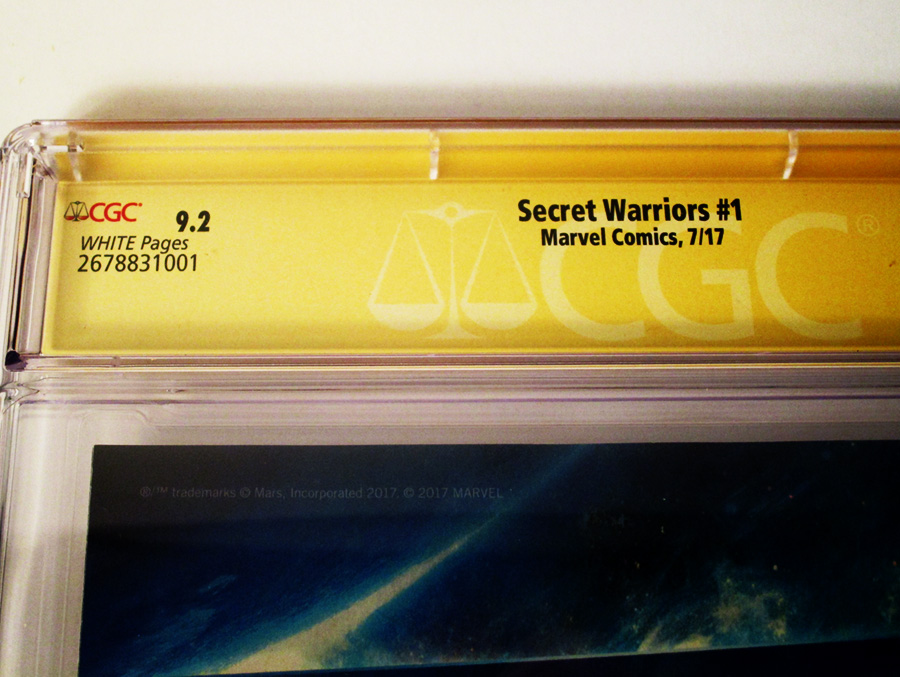 CGC® 9.2
WHITE Pages
2678831001
Secret Warriors #1
Marvel Comics, 7/17
CGC®
®/™ trademarks © Mars, Incorporated 2017. © 2017 MARVEL